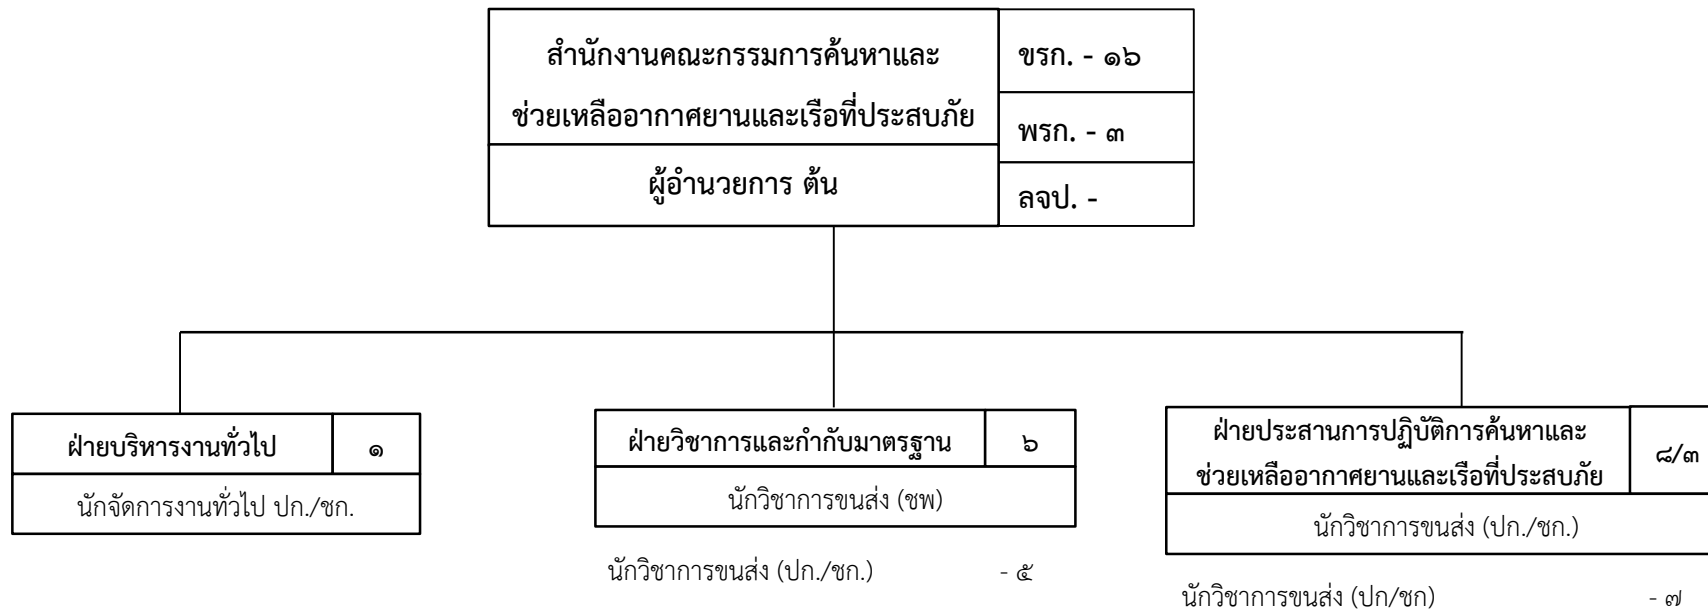 สำนักงานคณะกรรมการค้นหาและ
ช่วยเหลืออากาศยานและเรือที่ประสบภัย
ผู้อำนวยการ ต้น
ขรก. - ๑๖
พรก. - ๓
ลจป. -
ฝ่ายบริหารงานทั่วไป ๑
นักจัดการงานทั่วไป ปก./ชก.
ฝ่ายวิชาการและกำกับมาตรฐาน ๖
นักวิชาการขนส่ง (ชพ)
นักวิชาการขนส่ง (ปก./ชก.) - ๕
ฝ่ายประสานการปฏิบัติการค้นหาและ
ช่วยเหลืออากาศยานและเรือที่ประสบภัย ๘/๓
นักวิชาการขนส่ง (ปก./ชก.)
นักวิชาการขนส่ง (ปก/ชก) - ๗